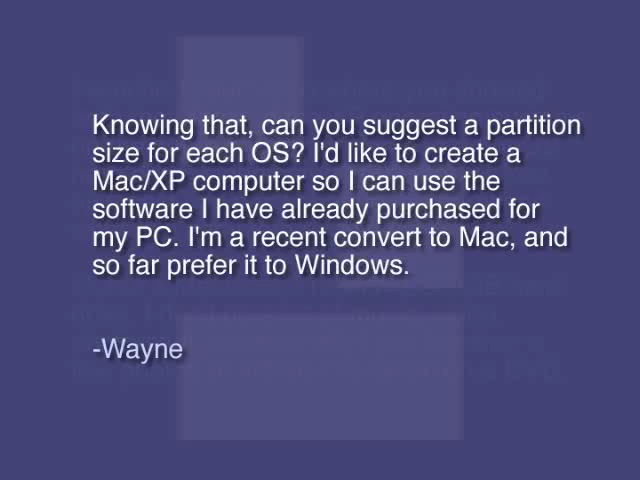 Knowing that, can you suggest a partition
size for each OS? I'd like to create a
Mac/XP computer so I can use the
software I have already purchased for
my PC. I'm a recent convert to Mac, and
so far prefer it to Windows.
-Wayne